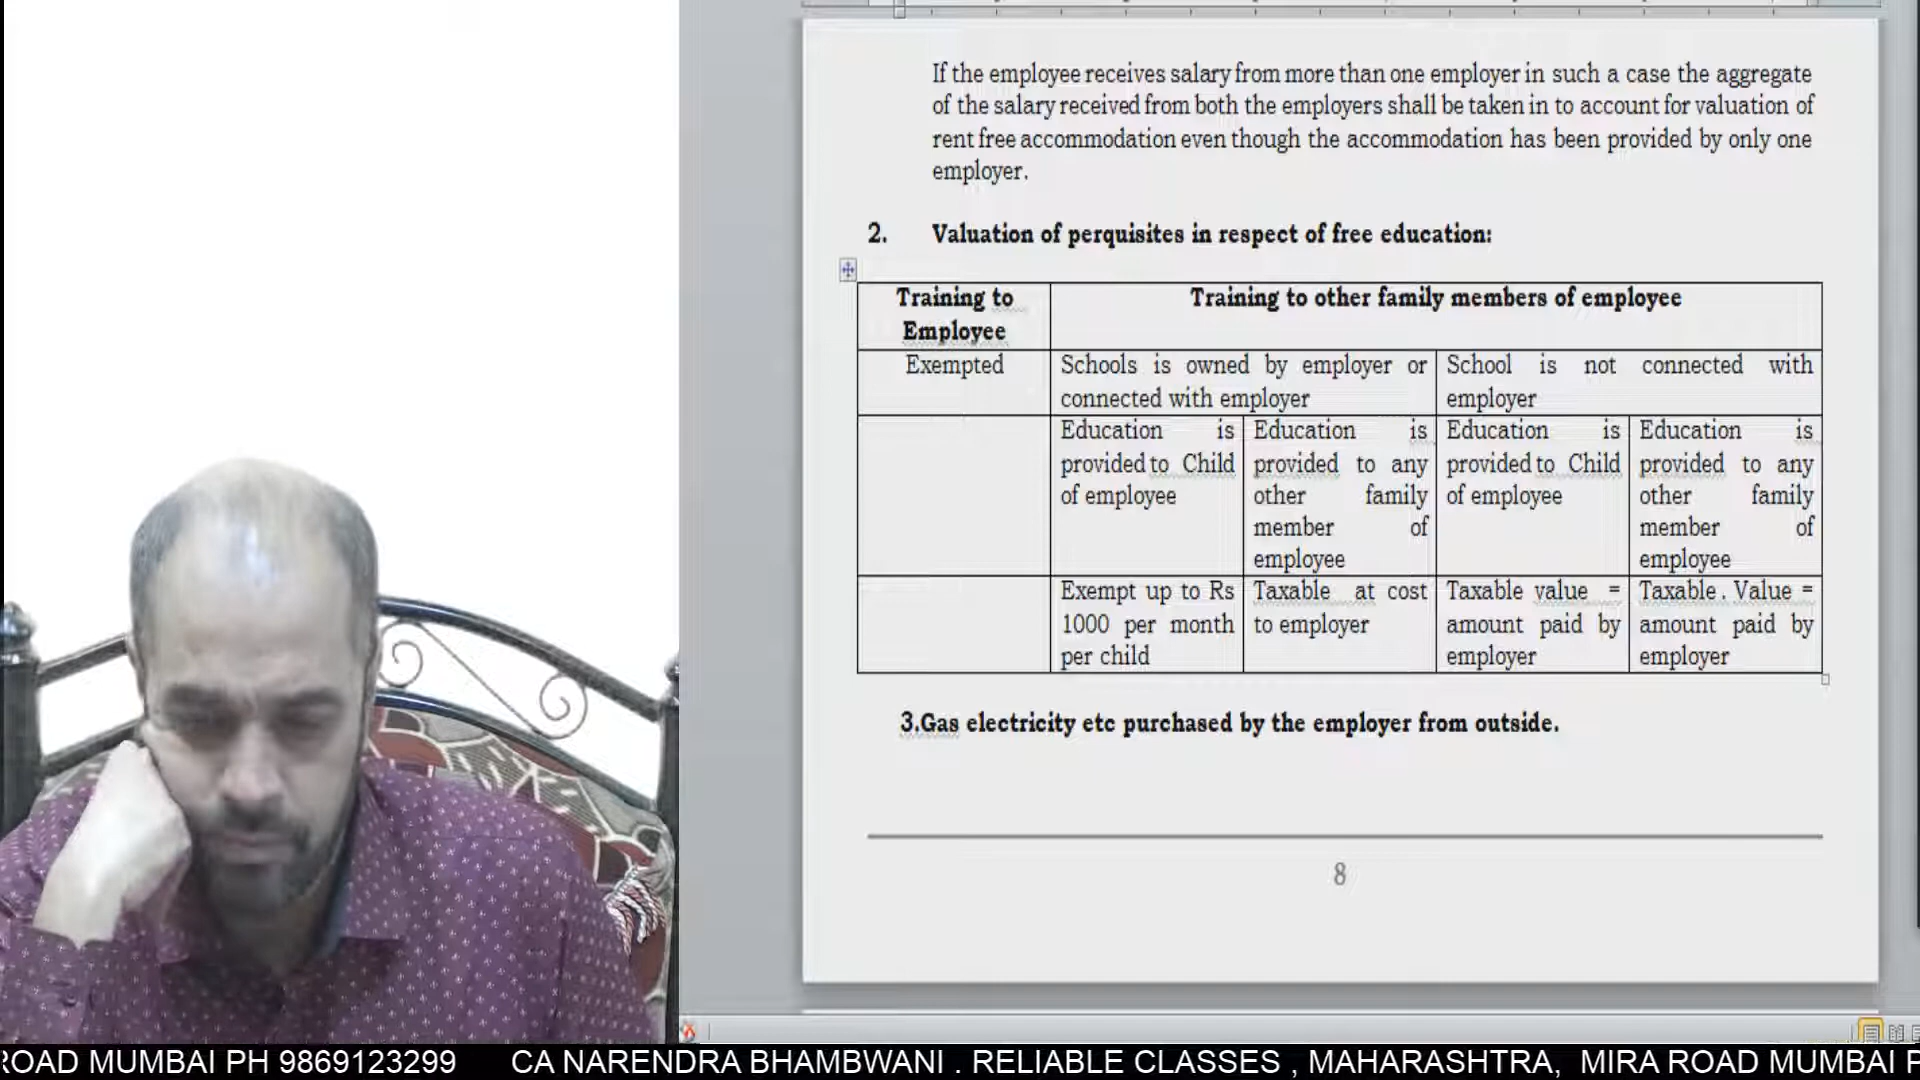 If the employee receives salary from more than one employer in such a case the aggregate
of the salary received from both the employers shall be taken in to account for valuation of
rent free accommodation even though the accommodation has been provided by only one
employer.
2. Valuation of perquisites in respect of free education:
Training to
Employee
Training to other family members of employee
Exempted
Schools is owned by employer or
connected with employer
School is not connected with
employer
Education is
provided to Child
of employee
Education is
provided to any
other family
member of
employee
Education is
provided to Child
of employee
Education is
provided to any
other family
member of
employee
Exempt up to Rs
1000 per month
per child
Taxable at cost
to employer
Taxable value =
amount paid by
employer
Taxable . Value =
amount paid by
employer
3.Gas electricity etc purchased by the employer from outside.
8
ROAD MUMBAI PH 9869123299 CA NARENDRA BHAMBWANI . RELIABLE CLASSES , MAHARASHTRA, MIRA ROAD MUMBAI P